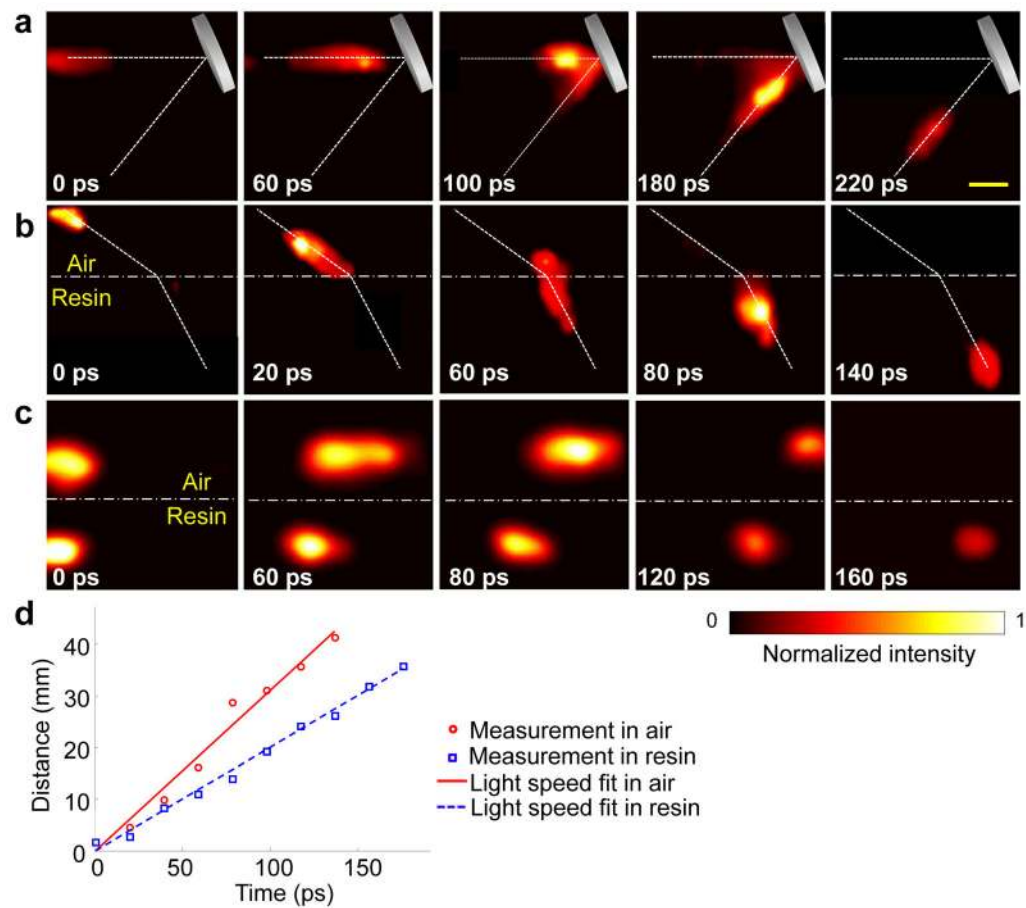 a
0 ps
60 ps
100 ps
180 ps
220 ps
b
Air
Resin
0 ps
20 ps
60 ps
80 ps
140 ps
c
Air
Resin
0 ps
60 ps
80 ps
120 ps
160 ps
d
0
1
Normalized intensity
40
30
20
10
0
Distance (mm)
0
50
100
150
Time (ps)
Measurement in air
Measurement in resin
Light speed fit in air
Light speed fit in resin